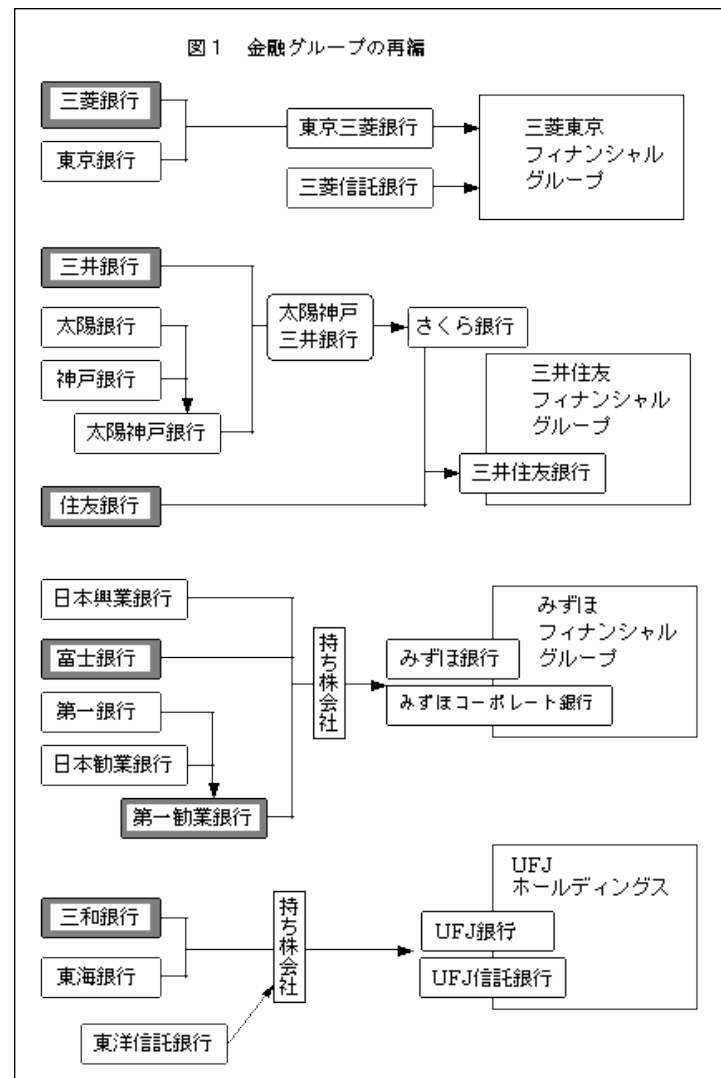 図1 金融グループの再編
三菱銀行
東京銀行
東京三菱銀行
三菱信託銀行
三菱東京
フィナンシャル
グループ
三井銀行
太陽銀行
神戸銀行
太陽神戸銀行
太陽神戸
三井銀行
さくら銀行
住友銀行
三井住友
フィナンシャル
グループ
三井住友銀行
日本興業銀行
富士銀行
第一銀行
日本勧業銀行
第一勧業銀行
持ち株会社
みずほ
フィナンシャル
グループ
みずほ銀行
みずほコーポレート銀行
三和銀行
東海銀行
東洋信託銀行
持ち株会社
UFJ
ホールディングス
UFJ銀行
UFJ信託銀行